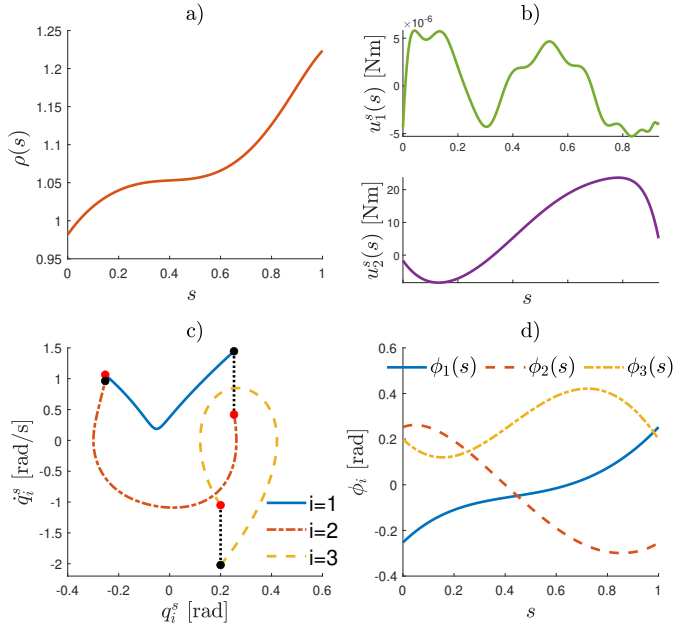 a)
ρ(s)
1.25
1.2
1.15
1.1
1.05
1
0.95
0 0.2 0.4 0.6 0.8 1
s
b)
×10⁻⁶
u₁ˢ(s) [Nm]
5
0
-5
0 0.2 0.4 0.6 0.8
u₂ˢ(s) [Nm]
20
10
0
s
c)
q̇ᵢˢ [rad/s]
1.5
1
0.5
0
-0.5
-1
-1.5
-2
i=1
i=2
i=3
-0.4 -0.2 0 0.2 0.4 0.6
qᵢˢ [rad]
d)
ϕᵢ [rad]
0.6
0.4
0.2
0
-0.2
-0.4
ϕ₁(s) ϕ₂(s) ϕ₃(s)
0 0.2 0.4 0.6 0.8 1
s